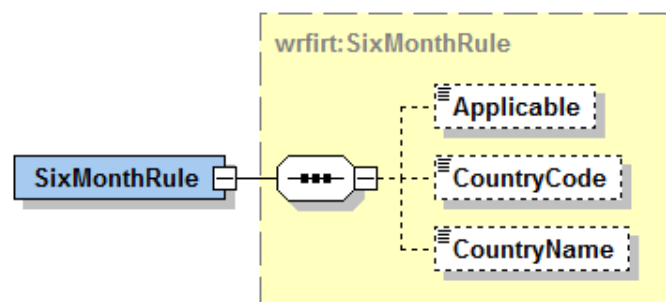 wrfirt:SixMonthRule
Applicable
SixMonthRule
CountryCode
CountryName